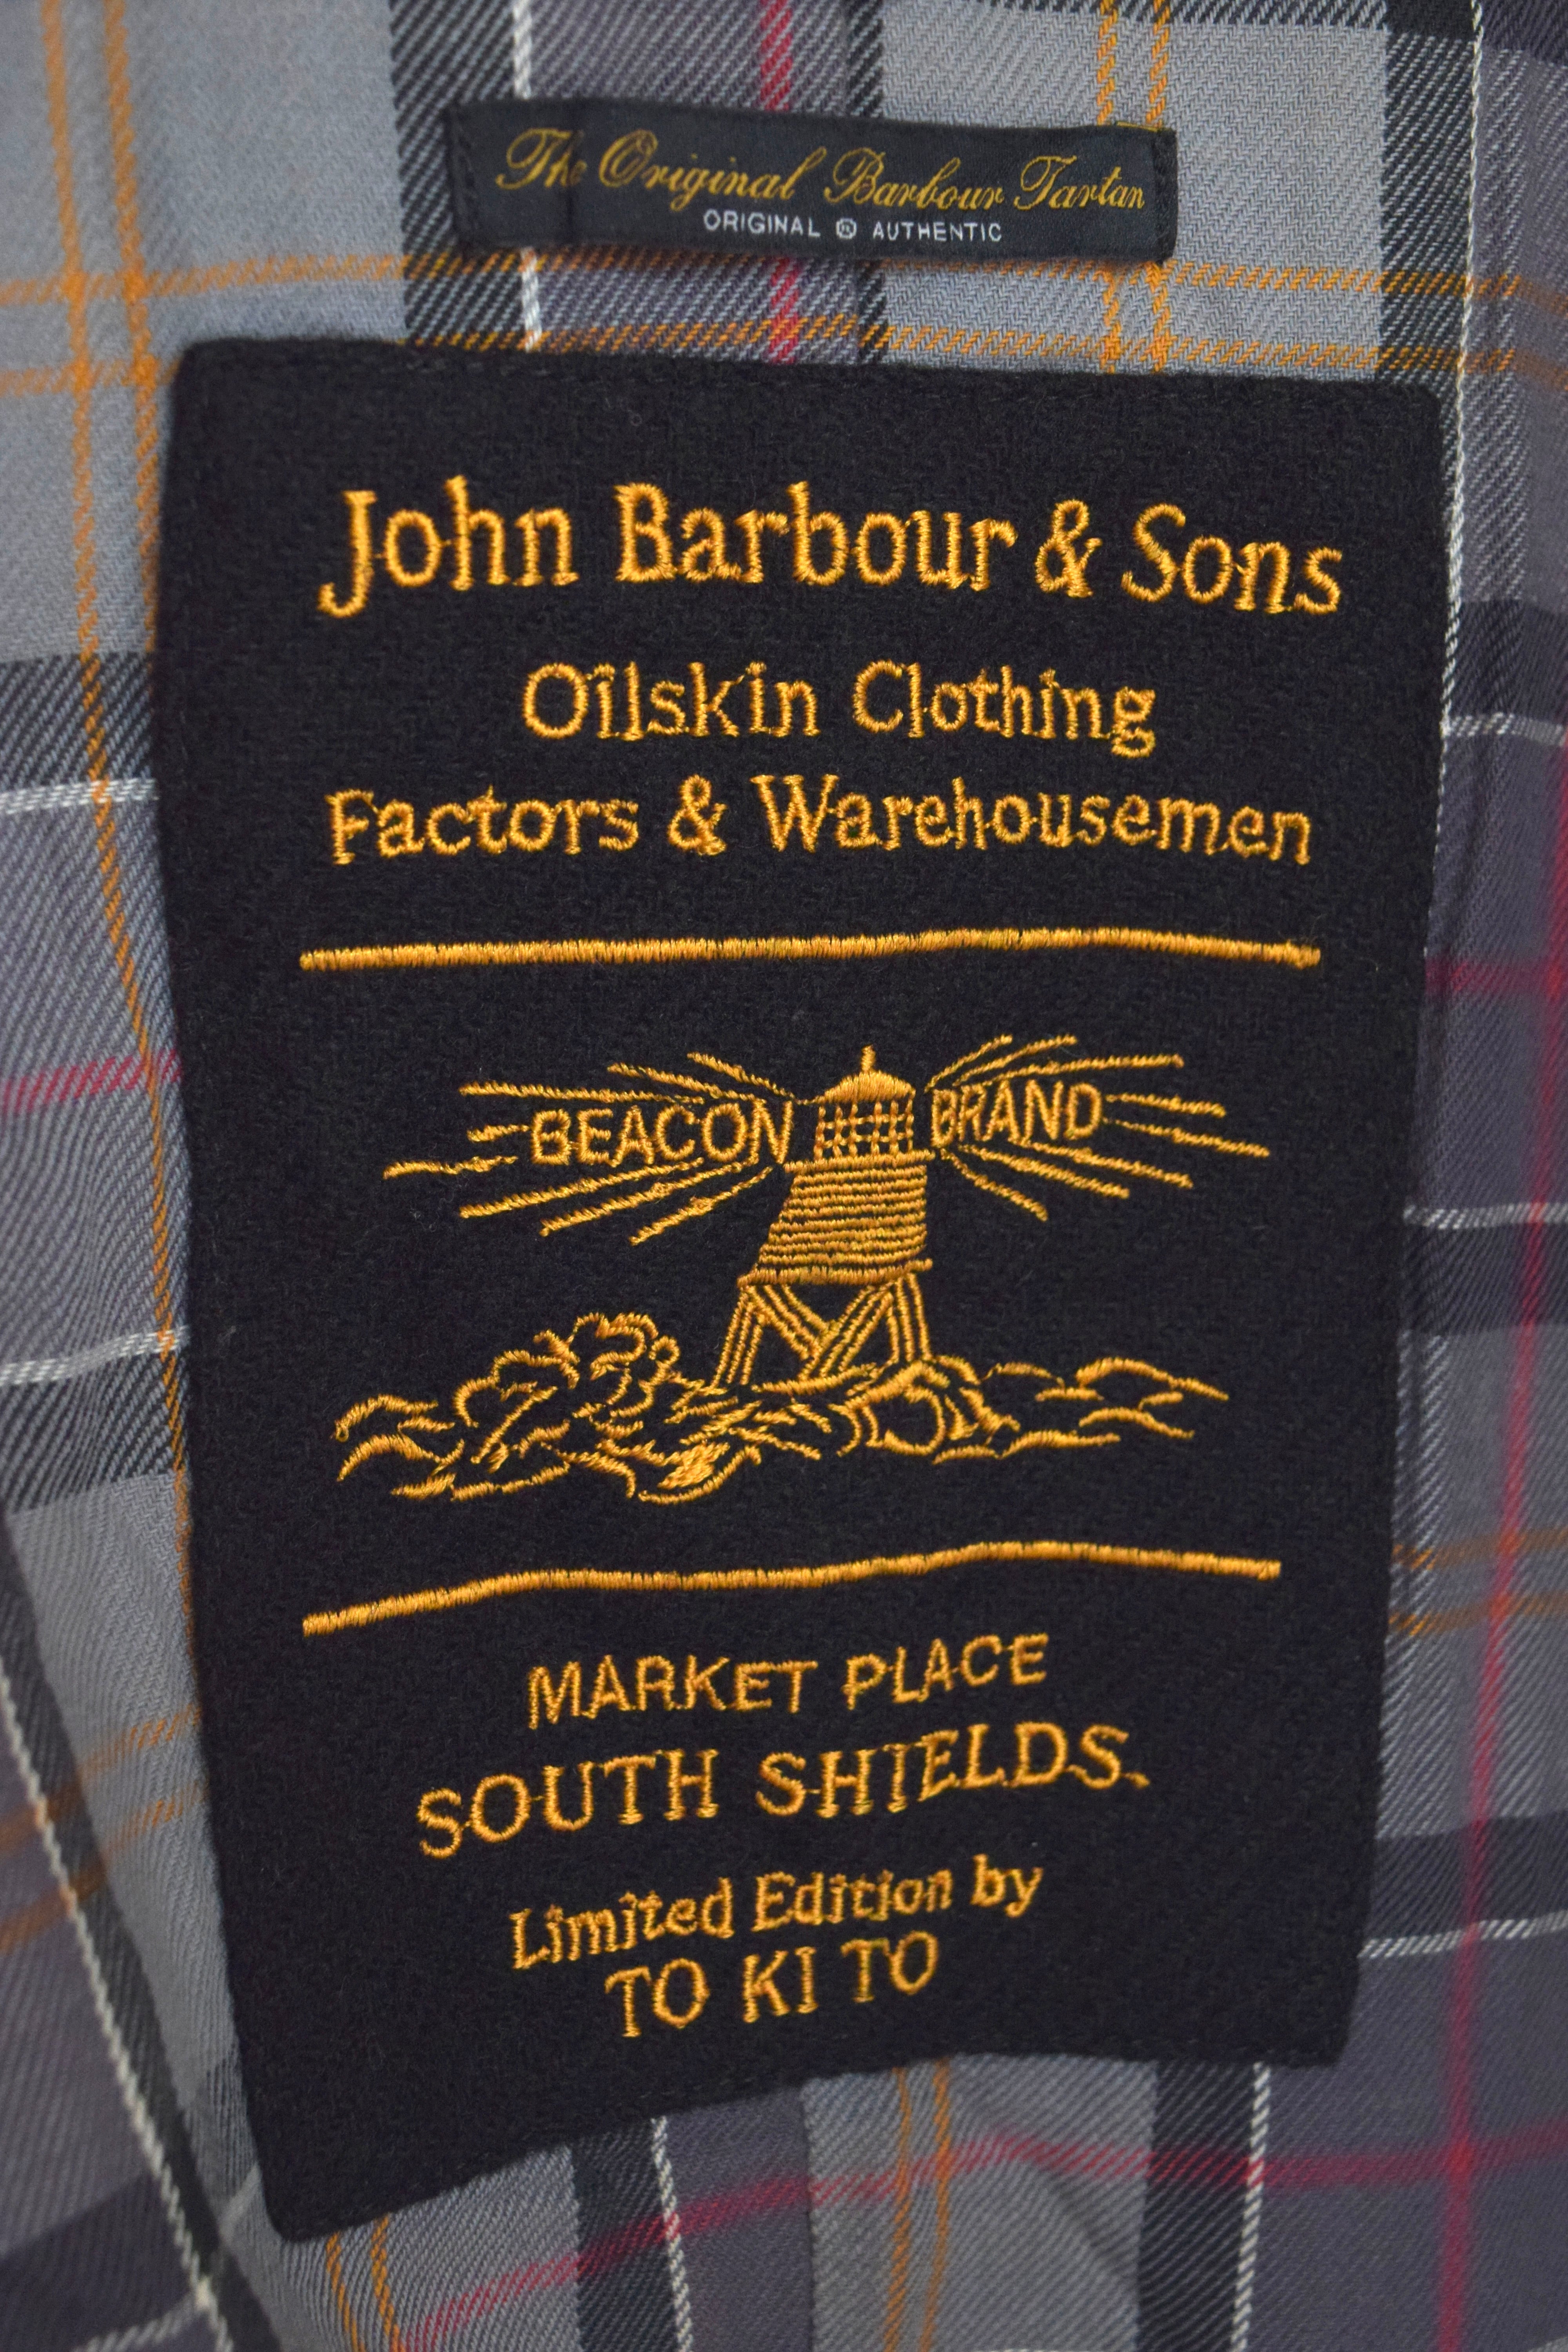 The Original Barbour Tartan
ORIGINAL ® AUTHENTIC
John Barbour & Sons
Oilskin Clothing
Factors & Warehousemen
BEACON BRAND
MARKET PLACE
SOUTH SHIELDS.
Limited Edition by
TO KI TO